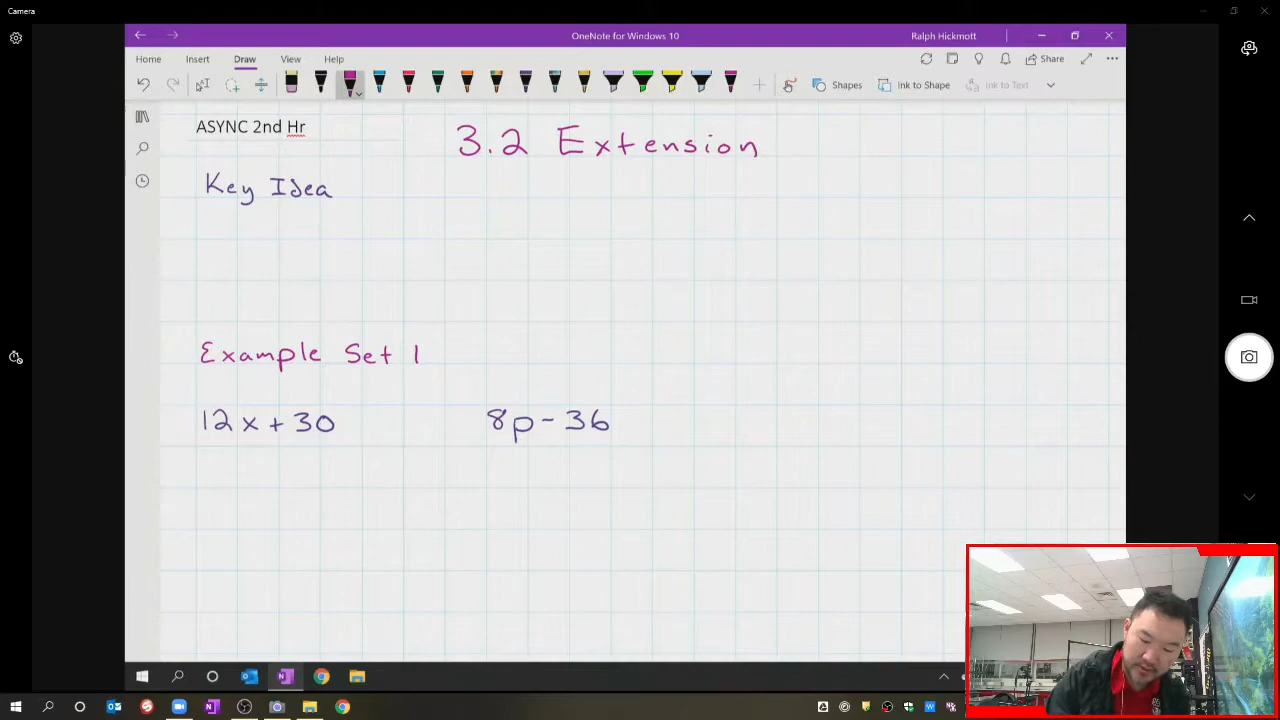 Camera
OneNote for Windows 10
Ralph Hickmott
Home Insert Draw View Help
Share
Shapes Ink to Shape Ink to Text
ASYNC 2nd Hr
3.2 Extension
Key Idea
Example Set 1
12x + 30 8p - 36